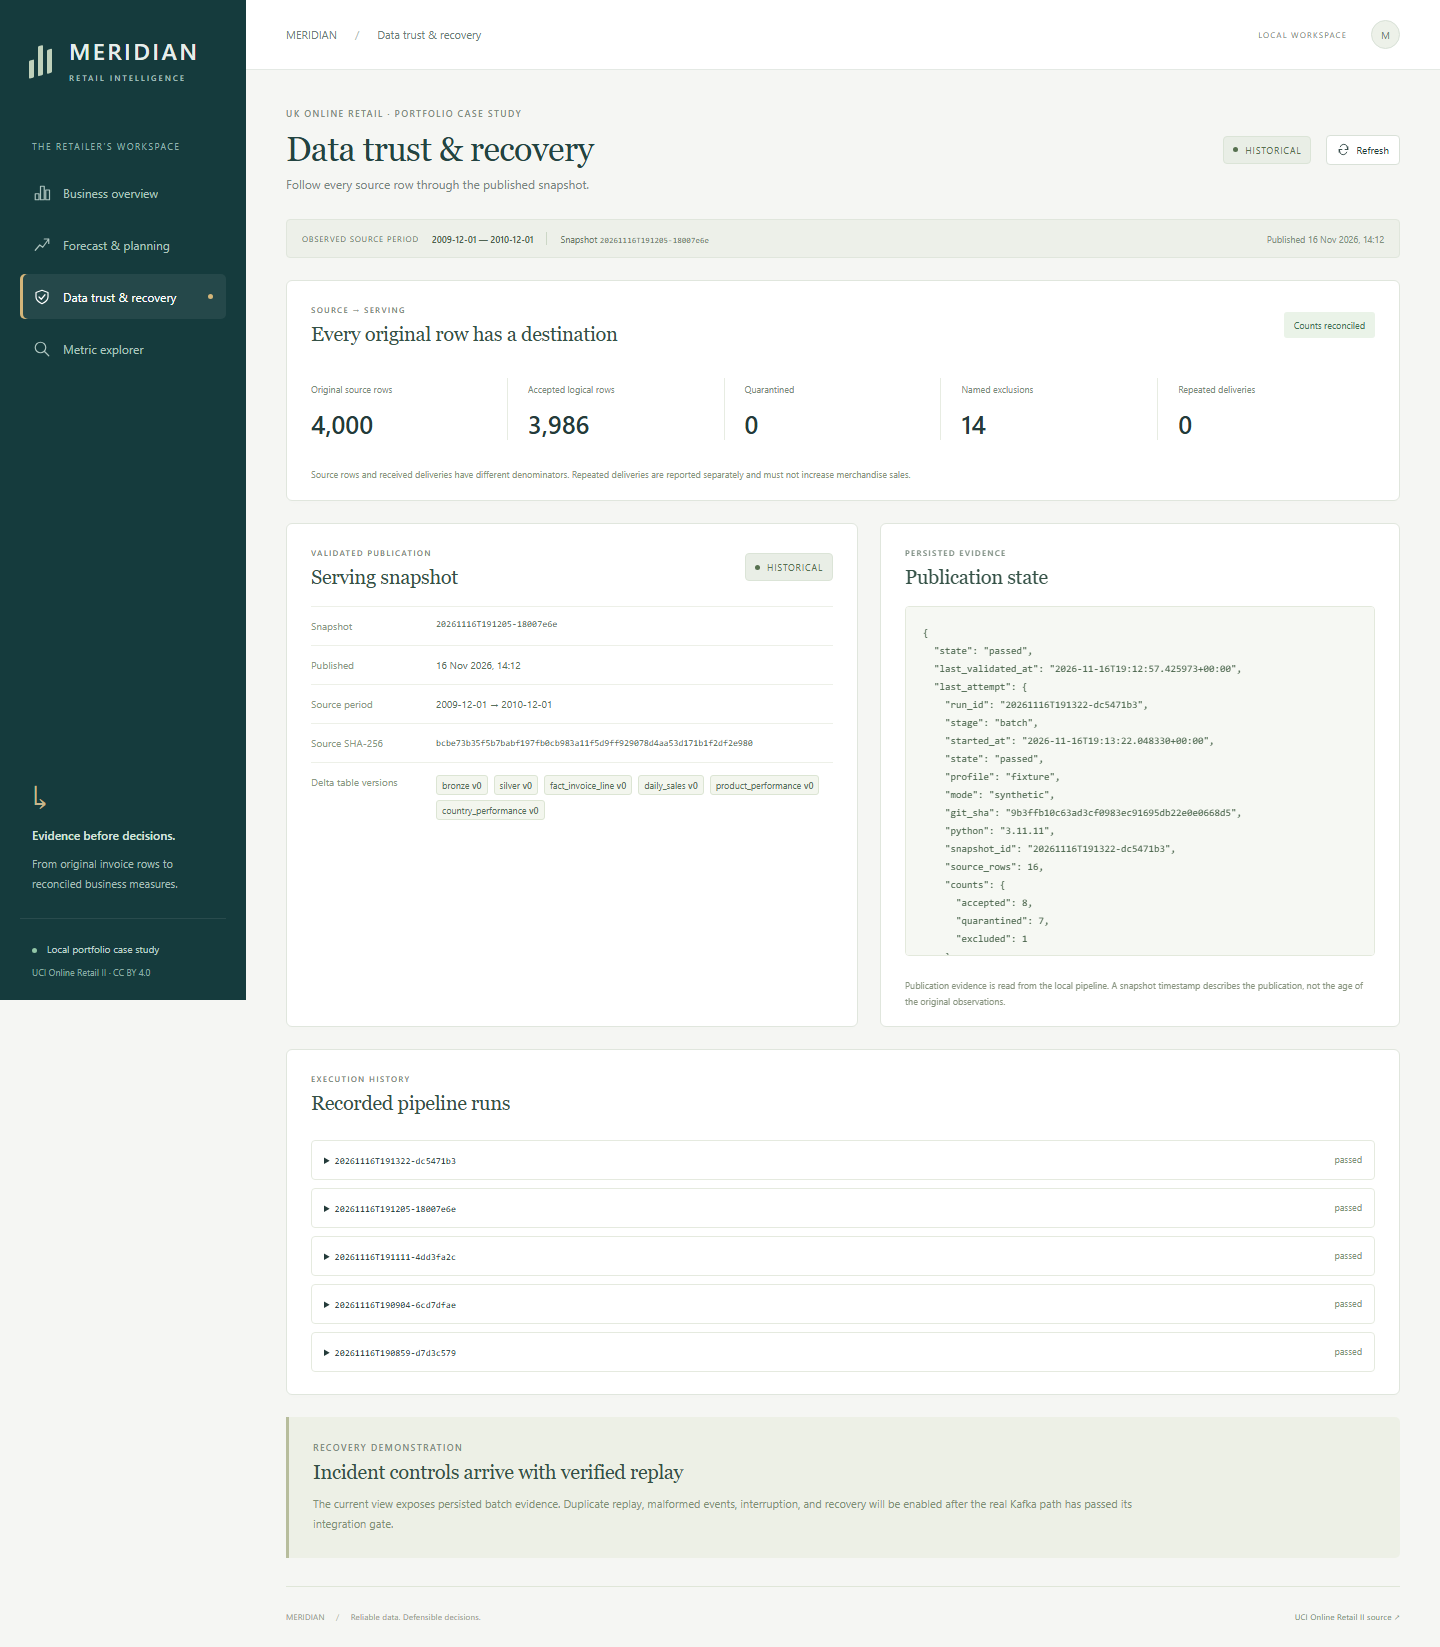 MERIDIAN
RETAIL INTELLIGENCE
THE RETAILER'S WORKSPACE
Business overview
Forecast & planning
Data trust & recovery
Metric explorer
Evidence before decisions.
From original invoice rows to
reconciled business measures.
Local portfolio case study
UCI Online Retail II · CC BY 4.0
MERIDIAN / Data trust & recovery
LOCAL WORKSPACE M
UK ONLINE RETAIL · PORTFOLIO CASE STUDY
Data trust & recovery
HISTORICAL
Refresh
Follow every source row through the published snapshot.
OBSERVED SOURCE PERIOD 2009-12-01 — 2010-12-01 Snapshot 20261116T191205-18007e6e Published 16 Nov 2026, 14:12
SOURCE → SERVING
Every original row has a destination
Counts reconciled
Original source rows
4,000
Accepted logical rows
3,986
Quarantined
0
Named exclusions
14
Repeated deliveries
0
Source rows and received deliveries have different denominators. Repeated deliveries are reported separately and must not increase merchandise sales.
VALIDATED PUBLICATION
Serving snapshot
HISTORICAL
Snapshot 20261116T191205-18007e6e
Published 16 Nov 2026, 14:12
Source period 2009-12-01 → 2010-12-01
Source SHA-256 bcbe73b35f5b7babf197fb0cb983a11f5d9ff929078d4aa53d171b1f2df2e980
Delta table versions bronze v0 silver v0 fact_invoice_line v0 daily_sales v0 product_performance v0
country_performance v0
PERSISTED EVIDENCE
Publication state
{
"state": "passed",
"last_validated_at": "2026-11-16T19:12:57.425973+00:00",
"last_attempt": {
"run_id": "20261116T191322-dc5471b3",
"stage": "batch",
"started_at": "2026-11-16T19:13:22.048330+00:00",
"state": "passed",
"profile": "fixture",
"mode": "synthetic",
"git_sha": "9b3ffb10c63ad3cf0983ec91695db22e0e0668d5",
"python": "3.11.11",
"snapshot_id": "20261116T191322-dc5471b3",
"source_rows": 16,
"counts": {
"accepted": 8,
"quarantined": 7,
"excluded": 1
Publication evidence is read from the local pipeline. A snapshot timestamp describes the publication, not the age of
the original observations.
EXECUTION HISTORY
Recorded pipeline runs
20261116T191322-dc5471b3 passed
20261116T191205-18007e6e passed
20261116T191111-4dd3fa2c passed
20261116T190904-6cd7dfae passed
20261116T190859-d7d3c579 passed
RECOVERY DEMONSTRATION
Incident controls arrive with verified replay
The current view exposes persisted batch evidence. Duplicate replay, malformed events, interruption, and recovery will be enabled after the real Kafka path has passed its
integration gate.
MERIDIAN / Reliable data. Defensible decisions.
UCI Online Retail II source ↗